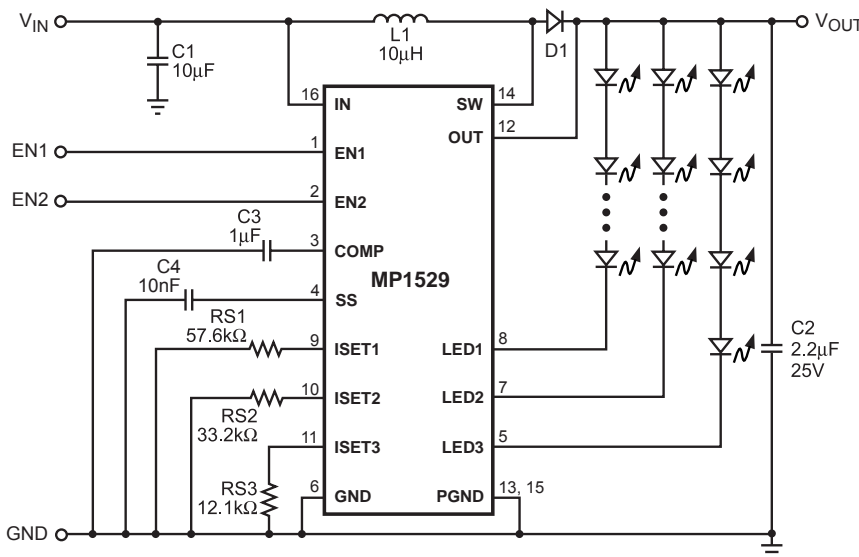 VIN
VOUT
L1
10µH
D1
C1
10µF
16
IN
SW
14
OUT
12
EN1
1
EN1
EN2
2
EN2
C3
1µF
3
COMP
MP1529
C4
10nF
4
SS
RS1
57.6kΩ
9
ISET1
LED1
8
C2
2.2µF
25V
10
ISET2
LED2
7
RS2
33.2kΩ
11
ISET3
LED3
5
RS3
12.1kΩ
6
GND
PGND
13, 15
GND